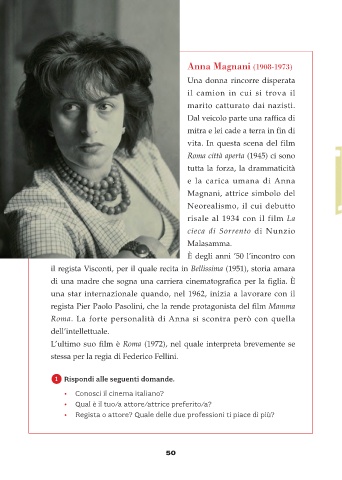 Anna Magnani (1908-1973)
Una donna rincorre disperata
il camion in cui si trova il
marito catturato dai nazisti.
Dal veicolo parte una raffica di
mitra e lei cade a terra in fin di
vita. In questa scena del film
Roma città aperta (1945) ci sono
tutta la forza, la drammaticità
e la carica umana di Anna
Magnani, attrice simbolo del
Neorealismo, il cui debutto
risale al 1934 con il film La
cieca di Sorrento di Nunzio
Malasamma.
È degli anni ’50 l’incontro con
il regista Visconti, per il quale recita in Bellissima (1951), storia amara
di una madre che sogna una carriera cinematografica per la figlia. È
una star internazionale quando, nel 1962, inizia a lavorare con il
regista Pier Paolo Pasolini, che la rende protagonista del film Mamma
Roma. La forte personalità di Anna si scontra però con quella
dell’intellettuale.
L’ultimo suo film è Roma (1972), nel quale interpreta brevemente se
stessa per la regia di Federico Fellini.
1 Rispondi alle seguenti domande.
• Conosci il cinema italiano?
• Qual è il tuo/a attore/attrice preferito/a?
• Regista o attore? Quale delle due professioni ti piace di più?
50